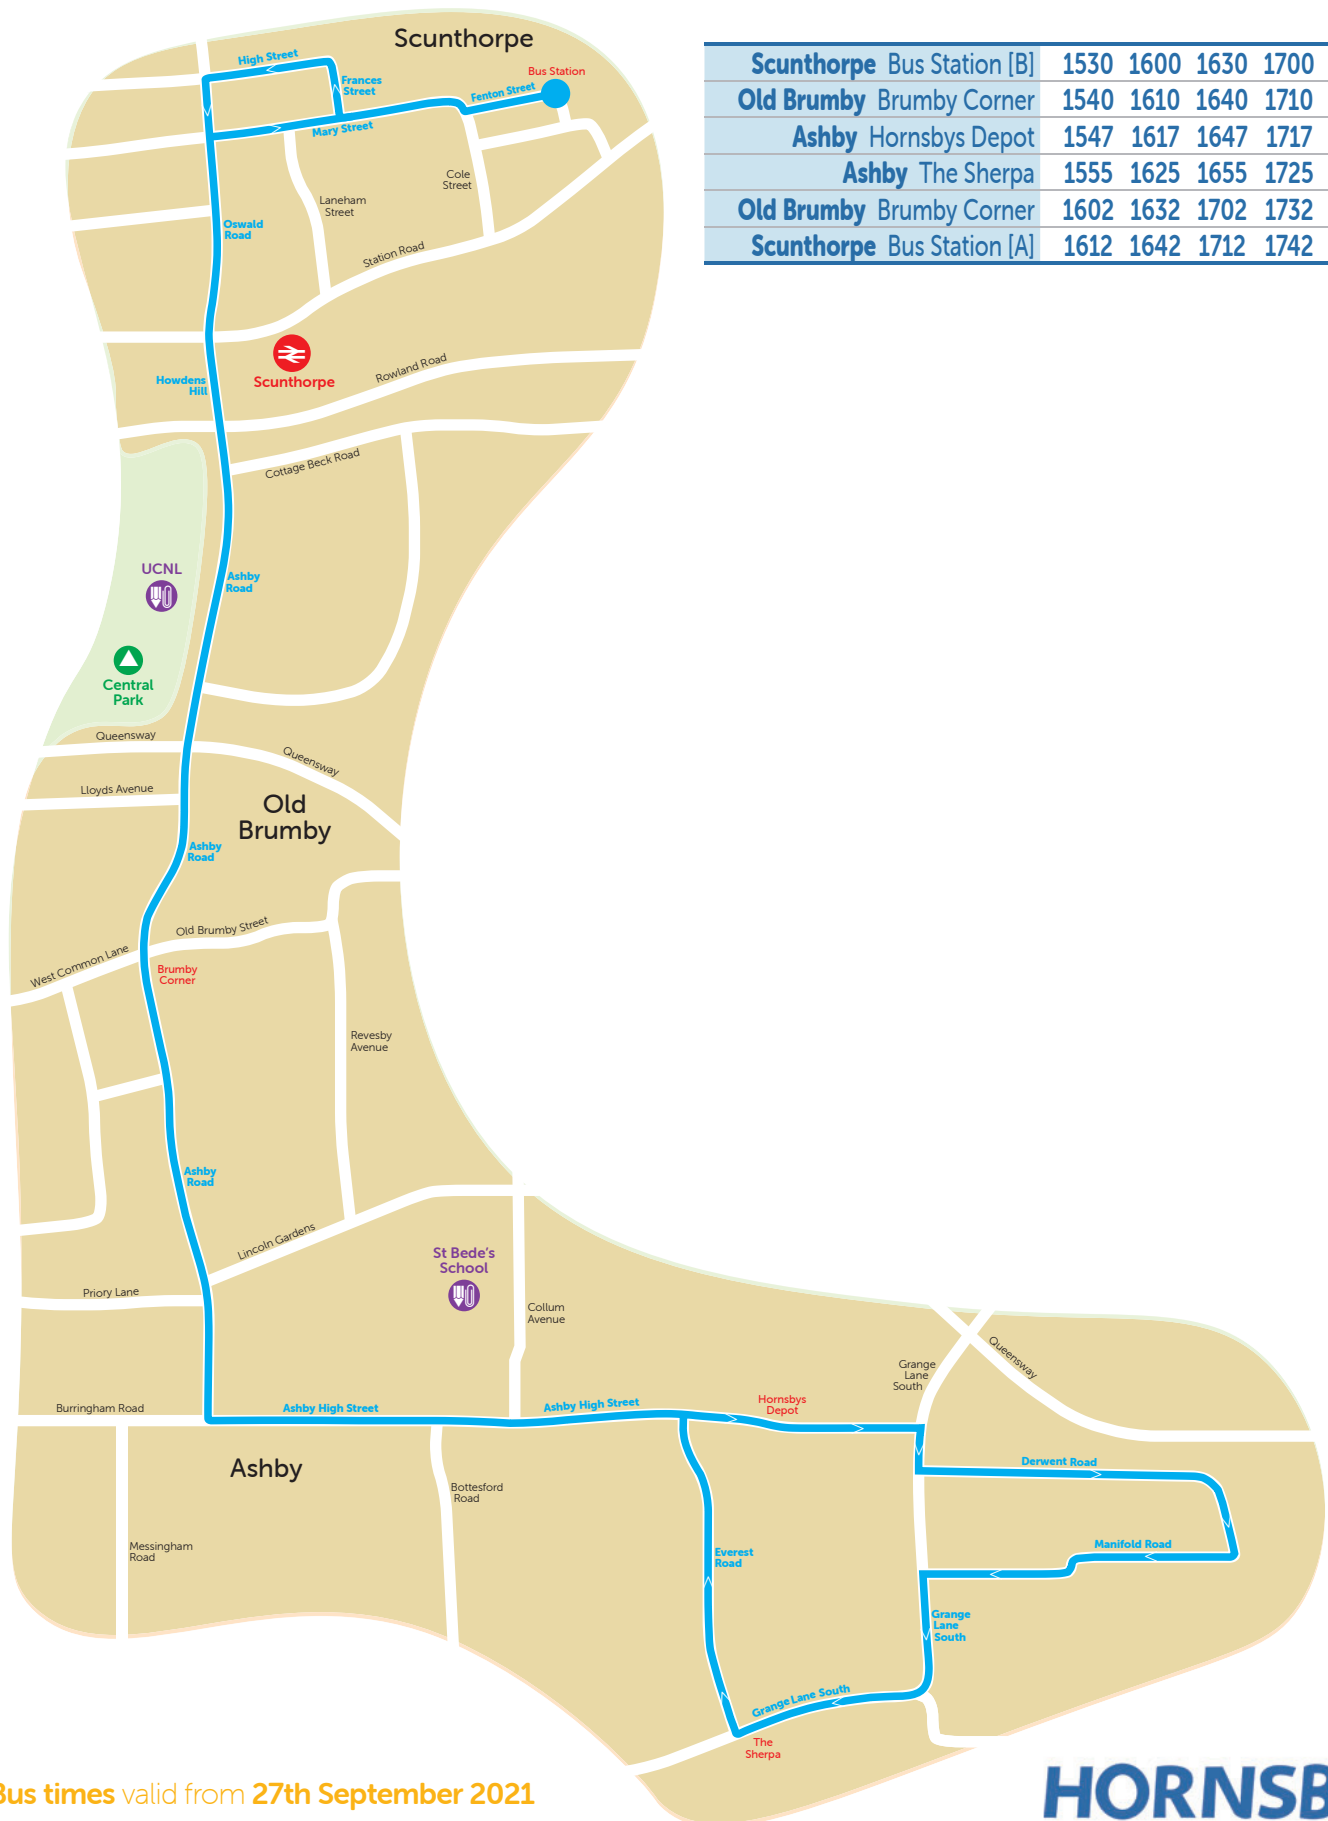 Scunthorpe
Bus Station
High Street
Frances
Street
Fenton Street
Mary Street
Cole
Street
Laneham
Street
Oswald
Road
Station Road
Scunthorpe
Howdens
Hill
Rowland Road
Cottage Beck Road
UCNL
Ashby
Road
Central
Park
Queensway
Queensway
Lloyds Avenue
Old
Brumby
Ashby
Road
Old Brumby Street
West Common Lane
Brumby
Corner
Revesby
Avenue
Ashby
Road
Lincoln Gardens
St Bede's
School
Priory Lane
Collum
Avenue
Queensway
Grange
Lane
South
Burringham Road
Ashby High Street
Ashby High Street
Hornsbys
Depot
Ashby
Derwent Road
Bottesford
Road
Messingham
Road
Everest
Road
Manifold Road
Grange
Lane
South
Grange Lane South
The
Sherpa
Scunthorpe Bus Station [B] 1530 1600 1630 1700
Old Brumby Brumby Corner 1540 1610 1640 1710
Ashby Hornsbys Depot 1547 1617 1647 1717
Ashby The Sherpa 1555 1625 1655 1725
Old Brumby Brumby Corner 1602 1632 1702 1732
Scunthorpe Bus Station [A] 1612 1642 1712 1742
Bus times valid from 27th September 2021
HORNSB